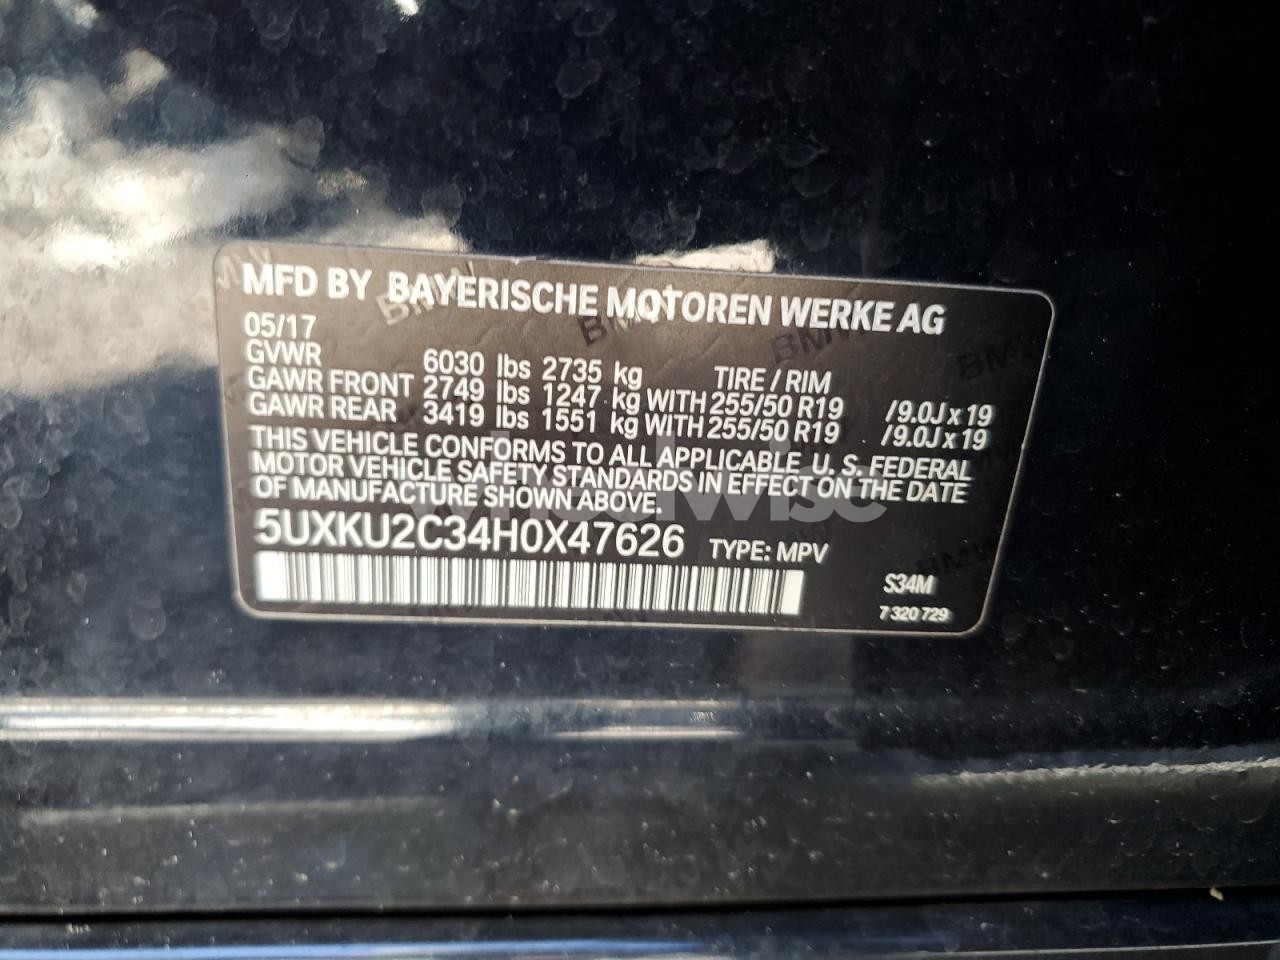 MFD BY BAYERISCHE MOTOREN WERKE AG
05/17
GVWR 6030 lbs 2735 kg TIRE / RIM
GAWR FRONT 2749 lbs 1247 kg WITH 255/50 R19 /9.0J x 19
GAWR REAR 3419 lbs 1551 kg WITH 255/50 R19 /9.0J x 19
THIS VEHICLE CONFORMS TO ALL APPLICABLE U. S. FEDERAL
MOTOR VEHICLE SAFETY STANDARDS IN EFFECT ON THE DATE
OF MANUFACTURE SHOWN ABOVE.
5UXKU2C34H0X47626 TYPE: MPV
S34M
7 320 729